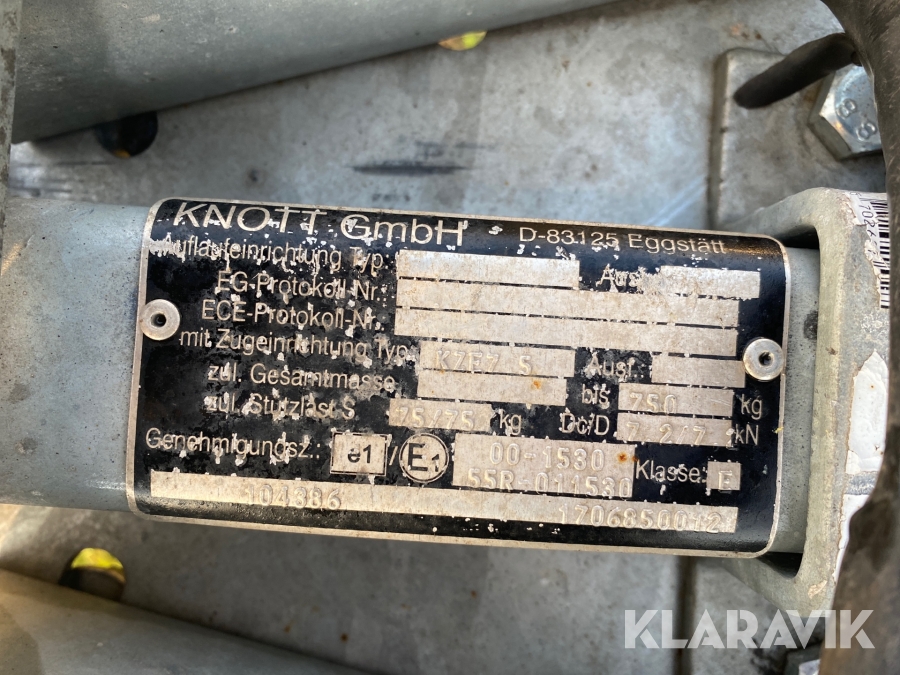 KNOTT GmbH D-83125 Eggstätt
Auflaufeinrichtung Typ
EG-Protokoll-Nr.
ECE-Protokoll-Nr.
mit Zugeinrichtung Typ Ausf.
zul. Gesamtmasse bis 750 kg
zul. Stützlast S 75/75 kg Dc/D 7,2/7, kN
Genehmigungsz.: e1 / E1 00-1530 Klasse: E
55R-011530
104386 1706850012
88
KLARAVIK